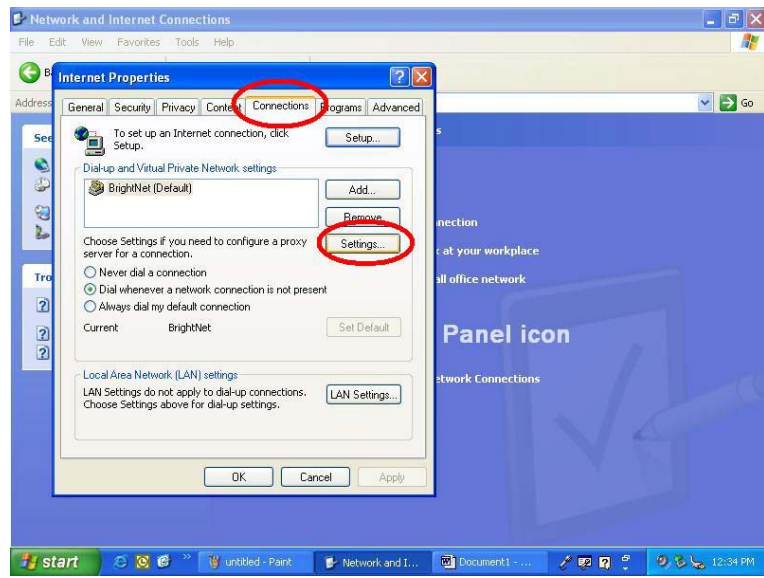 Network and Internet Connections
File Edit View Favorites Tools Help
Internet Properties
Address
Go
General Security Privacy Content Connections Programs Advanced
To set up an Internet connection, click
Setup.
Setup...
Dial-up and Virtual Private Network settings
BrightNet (Default)
Add...
Remove
Choose Settings if you need to configure a proxy
server for a connection.
Settings...
Never dial a connection
Dial whenever a network connection is not present
Always dial my default connection
Current BrightNet
Set Default
Local Area Network (LAN) settings
LAN Settings do not apply to dial-up connections.
Choose Settings above for dial-up settings.
LAN Settings...
OK Cancel Apply
See
Tro
s
nnection
at your workplace
all office network
Panel icon
etwork Connections
start
untitled - Paint
Network and I...
Document1 - ...
12:34 PM